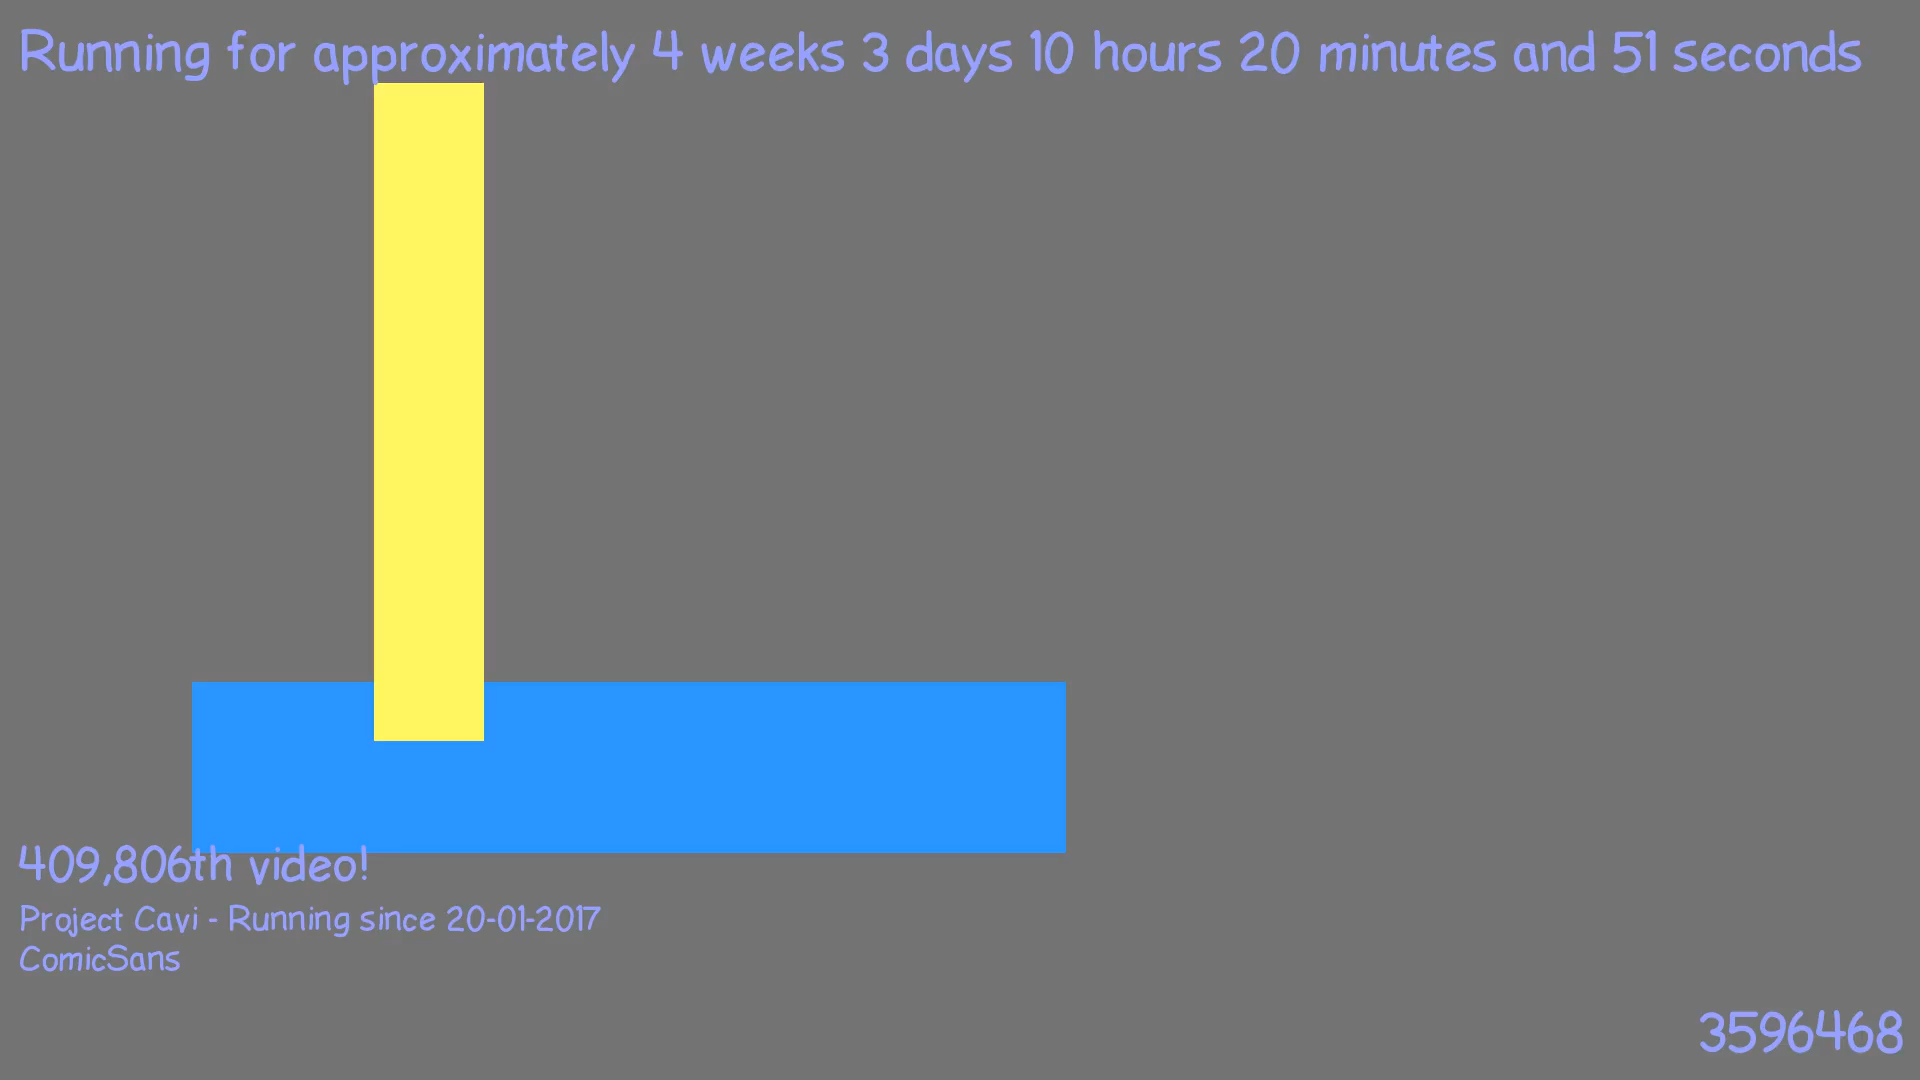 Running for approximately 4 weeks 3 days 10 hours 20 minutes and 51 seconds
409,806th video!
Project Cavi - Running since 20-01-2017
ComicSans
3596468